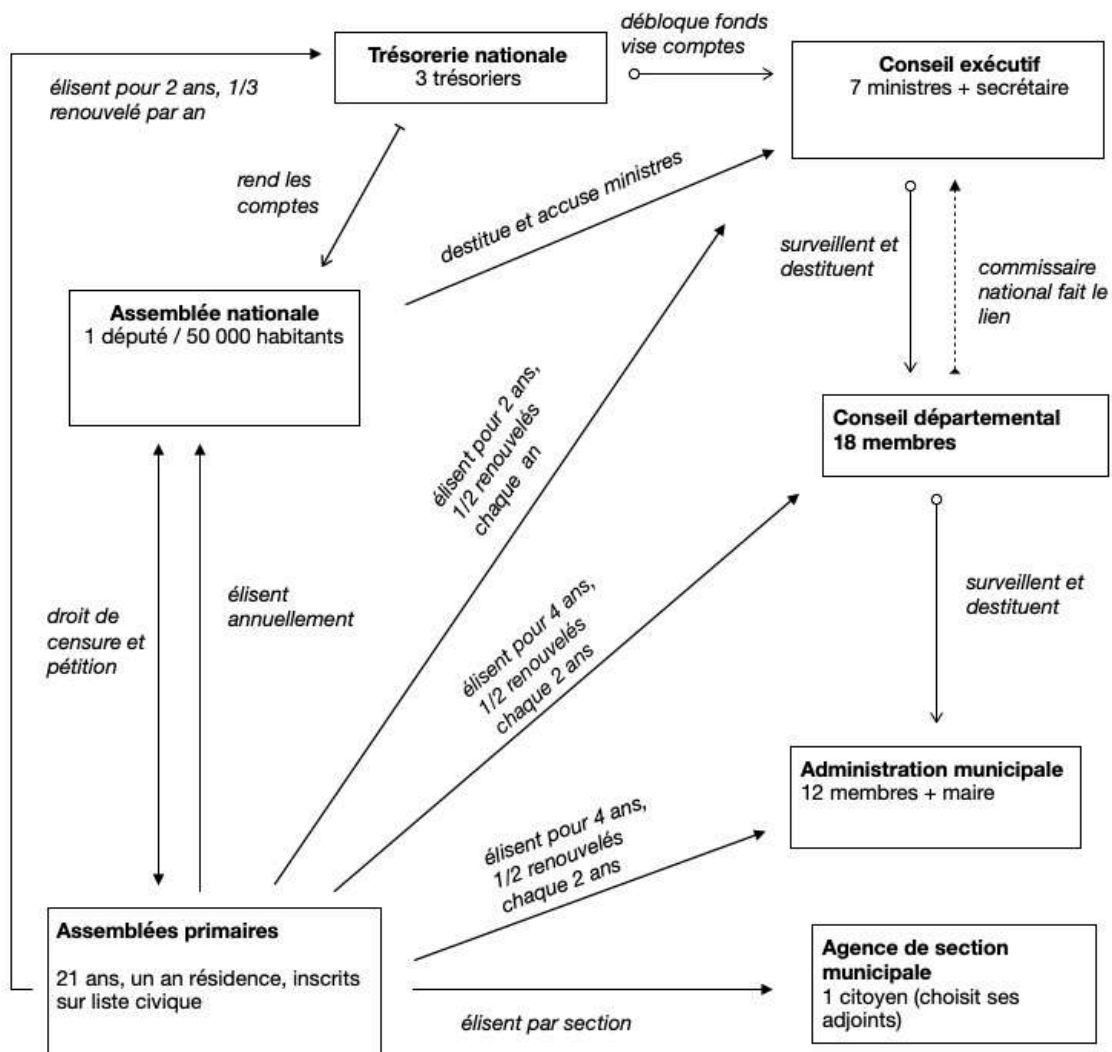 débloque fonds
vise comptes
Trésorerie nationale
3 trésoriers
Conseil exécutif
7 ministres + secrétaire
élisent pour 2 ans, 1/3
renouvelé par an
rend les
comptes
destitue et accuse ministres
surveillent et
destituent
commissaire
national fait le
lien
Assemblée nationale
1 député / 50 000 habitants
élisent pour 2 ans,
1/2 renouvelés
chaque an
Conseil départemental
18 membres
droit de
censure et
pétition
élisent
annuellement
élisent pour 4 ans,
1/2 renouvelés
chaque 2 ans
surveillent et
destituent
Administration municipale
12 membres + maire
élisent pour 4 ans,
1/2 renouvelés
chaque 2 ans
Assemblées primaires
21 ans, un an résidence, inscrits
sur liste civique
élisent par section
Agence de section
municipale
1 citoyen (choisit ses
adjoints)